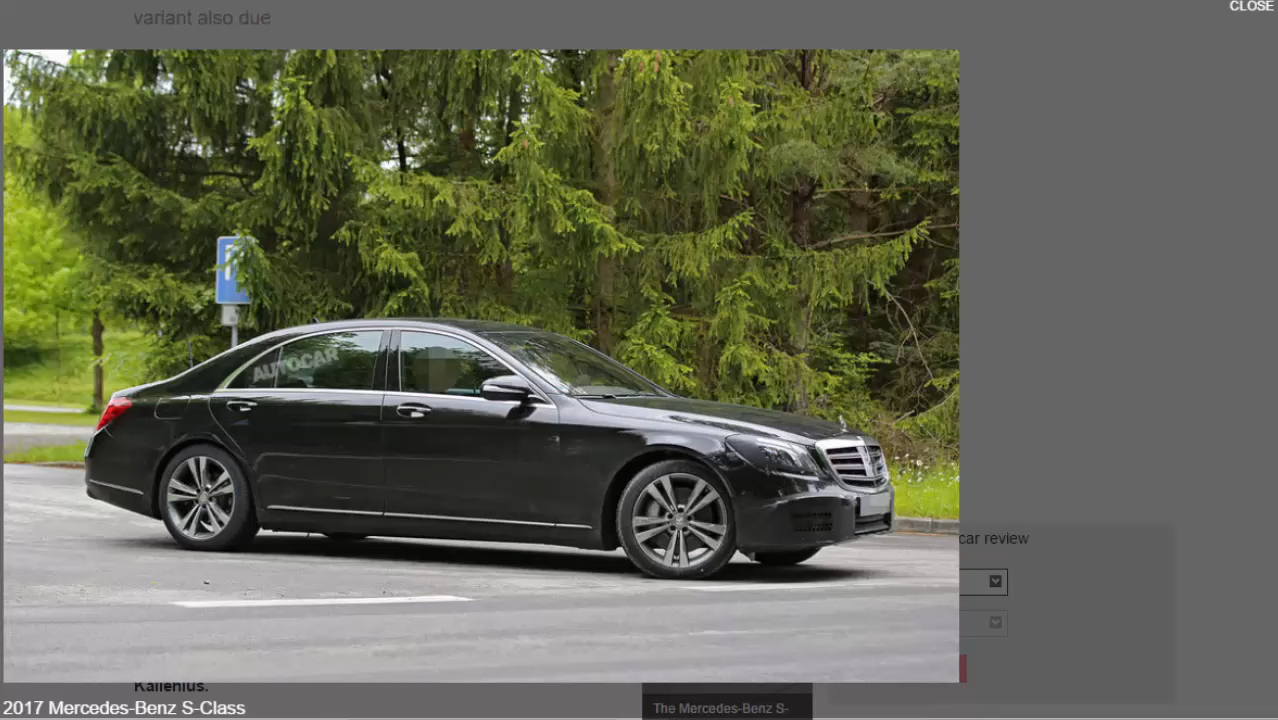 variant also due
CLOSE
AUTOCAR
car review
Kallenius.
2017 Mercedes-Benz S-Class
The Mercedes-Benz S-